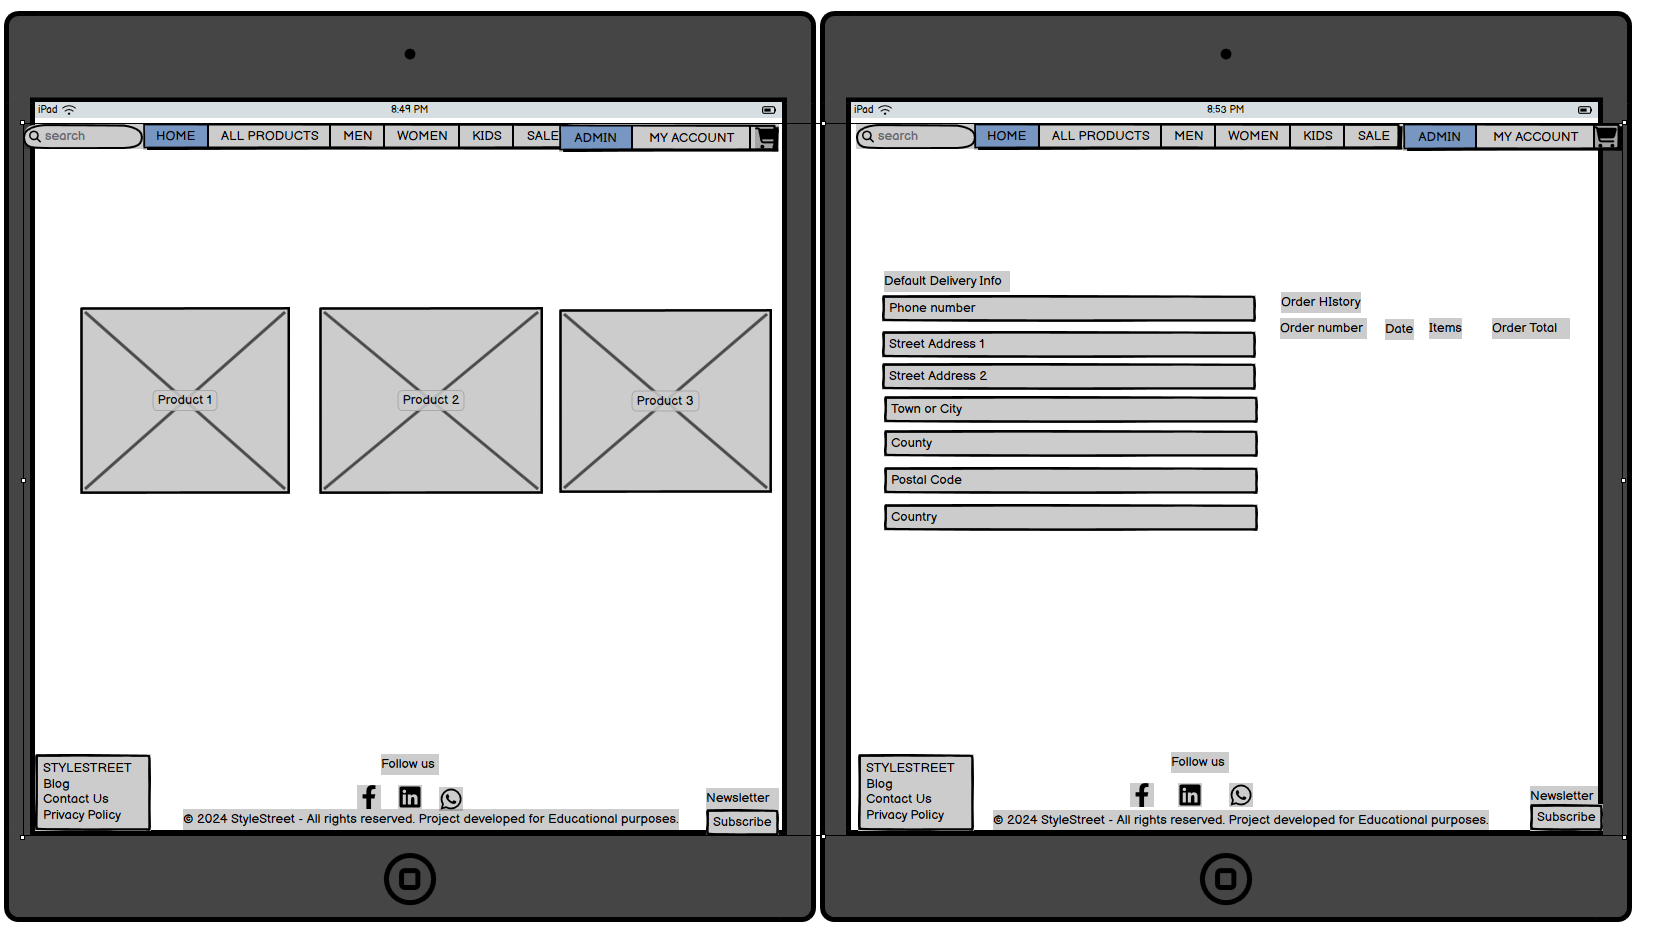 iPad 8:49 PM
search HOME ALL PRODUCTS MEN WOMEN KIDS SALE ADMIN MY ACCOUNT
Product 1 Product 2 Product 3
STYLESTREET
Blog
Contact Us
Privacy Policy
Follow us
© 2024 StyleStreet - All rights reserved. Project developed for Educational purposes.
Newsletter
Subscribe
iPad 8:53 PM
search HOME ALL PRODUCTS MEN WOMEN KIDS SALE ADMIN MY ACCOUNT
Default Delivery Info
Phone number
Street Address 1
Street Address 2
Town or City
County
Postal Code
Country
Order HIstory
Order number Date Items Order Total
STYLESTREET
Blog
Contact Us
Privacy Policy
Follow us
© 2024 StyleStreet - All rights reserved. Project developed for Educational purposes.
Newsletter
Subscribe